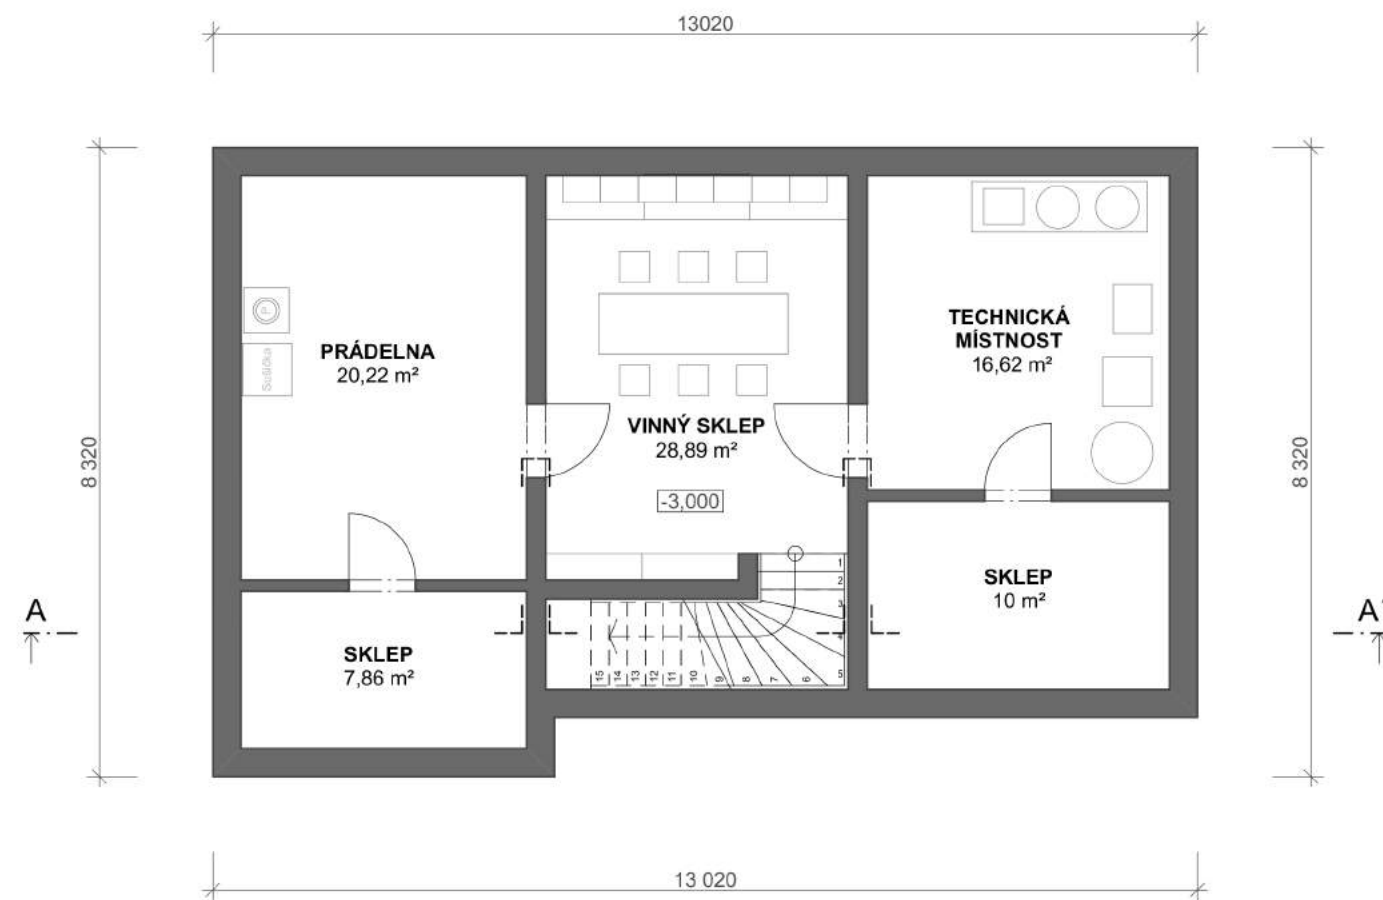 13020
8 320
8 320
P
Sušička
PRÁDELNA
20,22 m²
VINNÝ SKLEP
28,89 m²
-3,000
TECHNICKÁ
MÍSTNOST
16,62 m²
SKLEP
10 m²
SKLEP
7,86 m²
1
2
3
4
5
6
7
8
9
10
11
12
13
14
15
A
A'
13 020